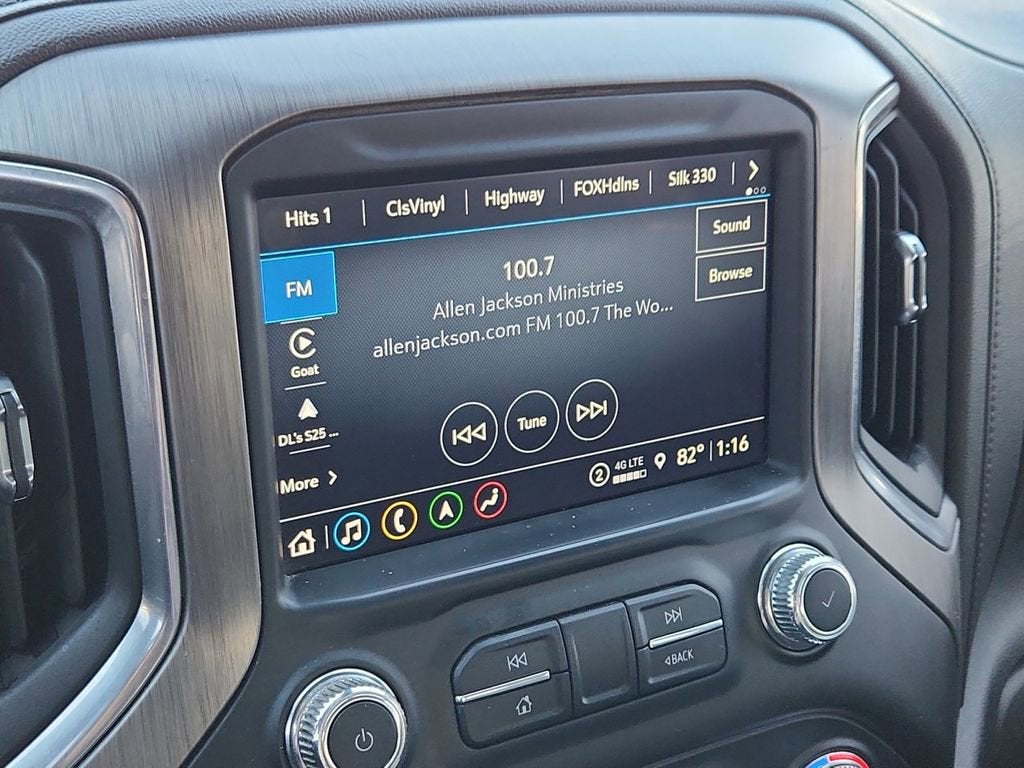 Hits 1 ClsVinyl Highway FOXHdlns Silk 330
Sound
FM
100.7
Browse
Allen Jackson Ministries
allenjackson.com FM 100.7 The Wo...
Goat
DL's S25 ...
Tune
More
2 4G LTE 82° 1:16
BACK